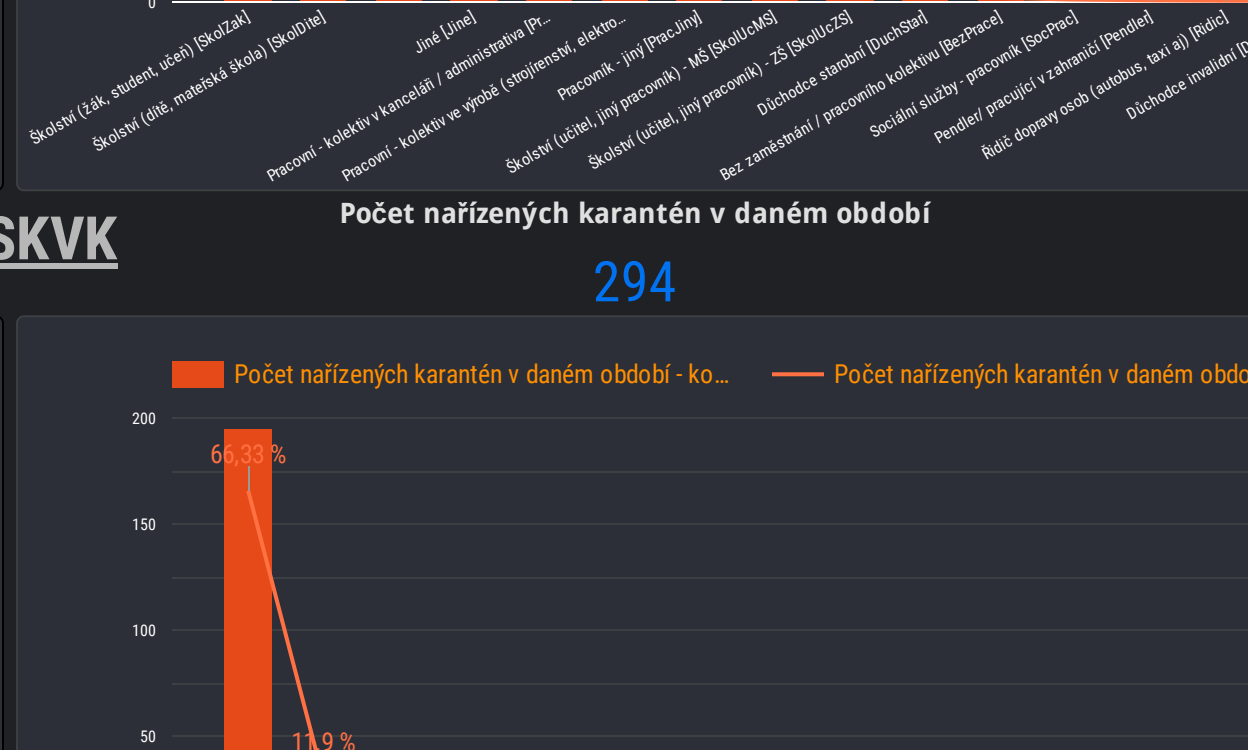 0
Školství (žák, student, učeň) [SkolZak]
Školství (dítě, mateřská škola) [SkolDite]
Jiné [Jine]
Pracovní - kolektiv v kanceláři / administrativa [Pr...
Pracovní - kolektiv ve výrobě (strojírenství, elektro...
Pracovník - jiný [PracJiny]
Školství (učitel, jiný pracovník) - MŠ [SkolUcMS]
Školství (učitel, jiný pracovník) - ZŠ [SkolUcZS]
Důchodce starobní [DuchStar]
Bez zaměstnání / pracovního kolektivu [BezPrace]
Sociální služby - pracovník [SocPrac]
Pendler/ pracující v zahraničí [Pendler]
Řidič dopravy osob (autobus, taxi aj) [Ridic]
Důchodce invalidní [D
SKVK
Počet nařízených karantén v daném období
294
Počet nařízených karantén v daném období - ko...
Počet nařízených karantén v daném obdo
200
66,33 %
150
100
50
11,9 %